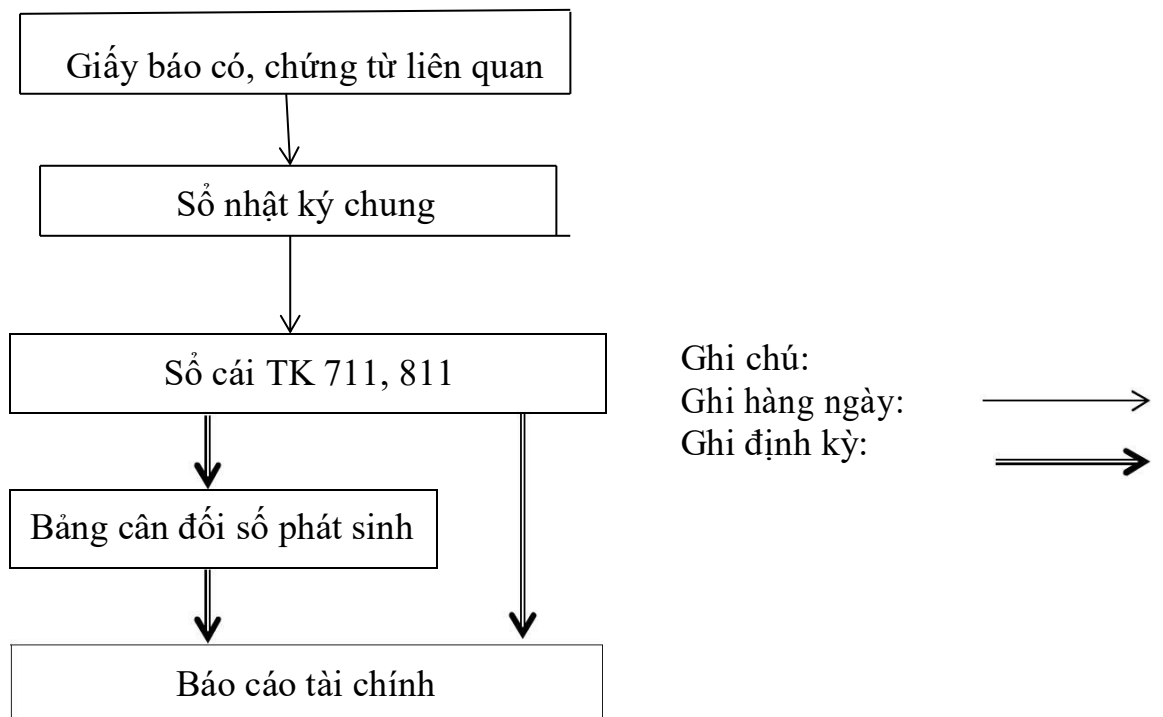 Giấy báo có, chứng từ liên quan
Sổ nhật ký chung
Sổ cái TK 711, 811
Ghi chú:
Ghi hàng ngày:
Ghi định kỳ:
Bảng cân đối số phát sinh
Báo cáo tài chính